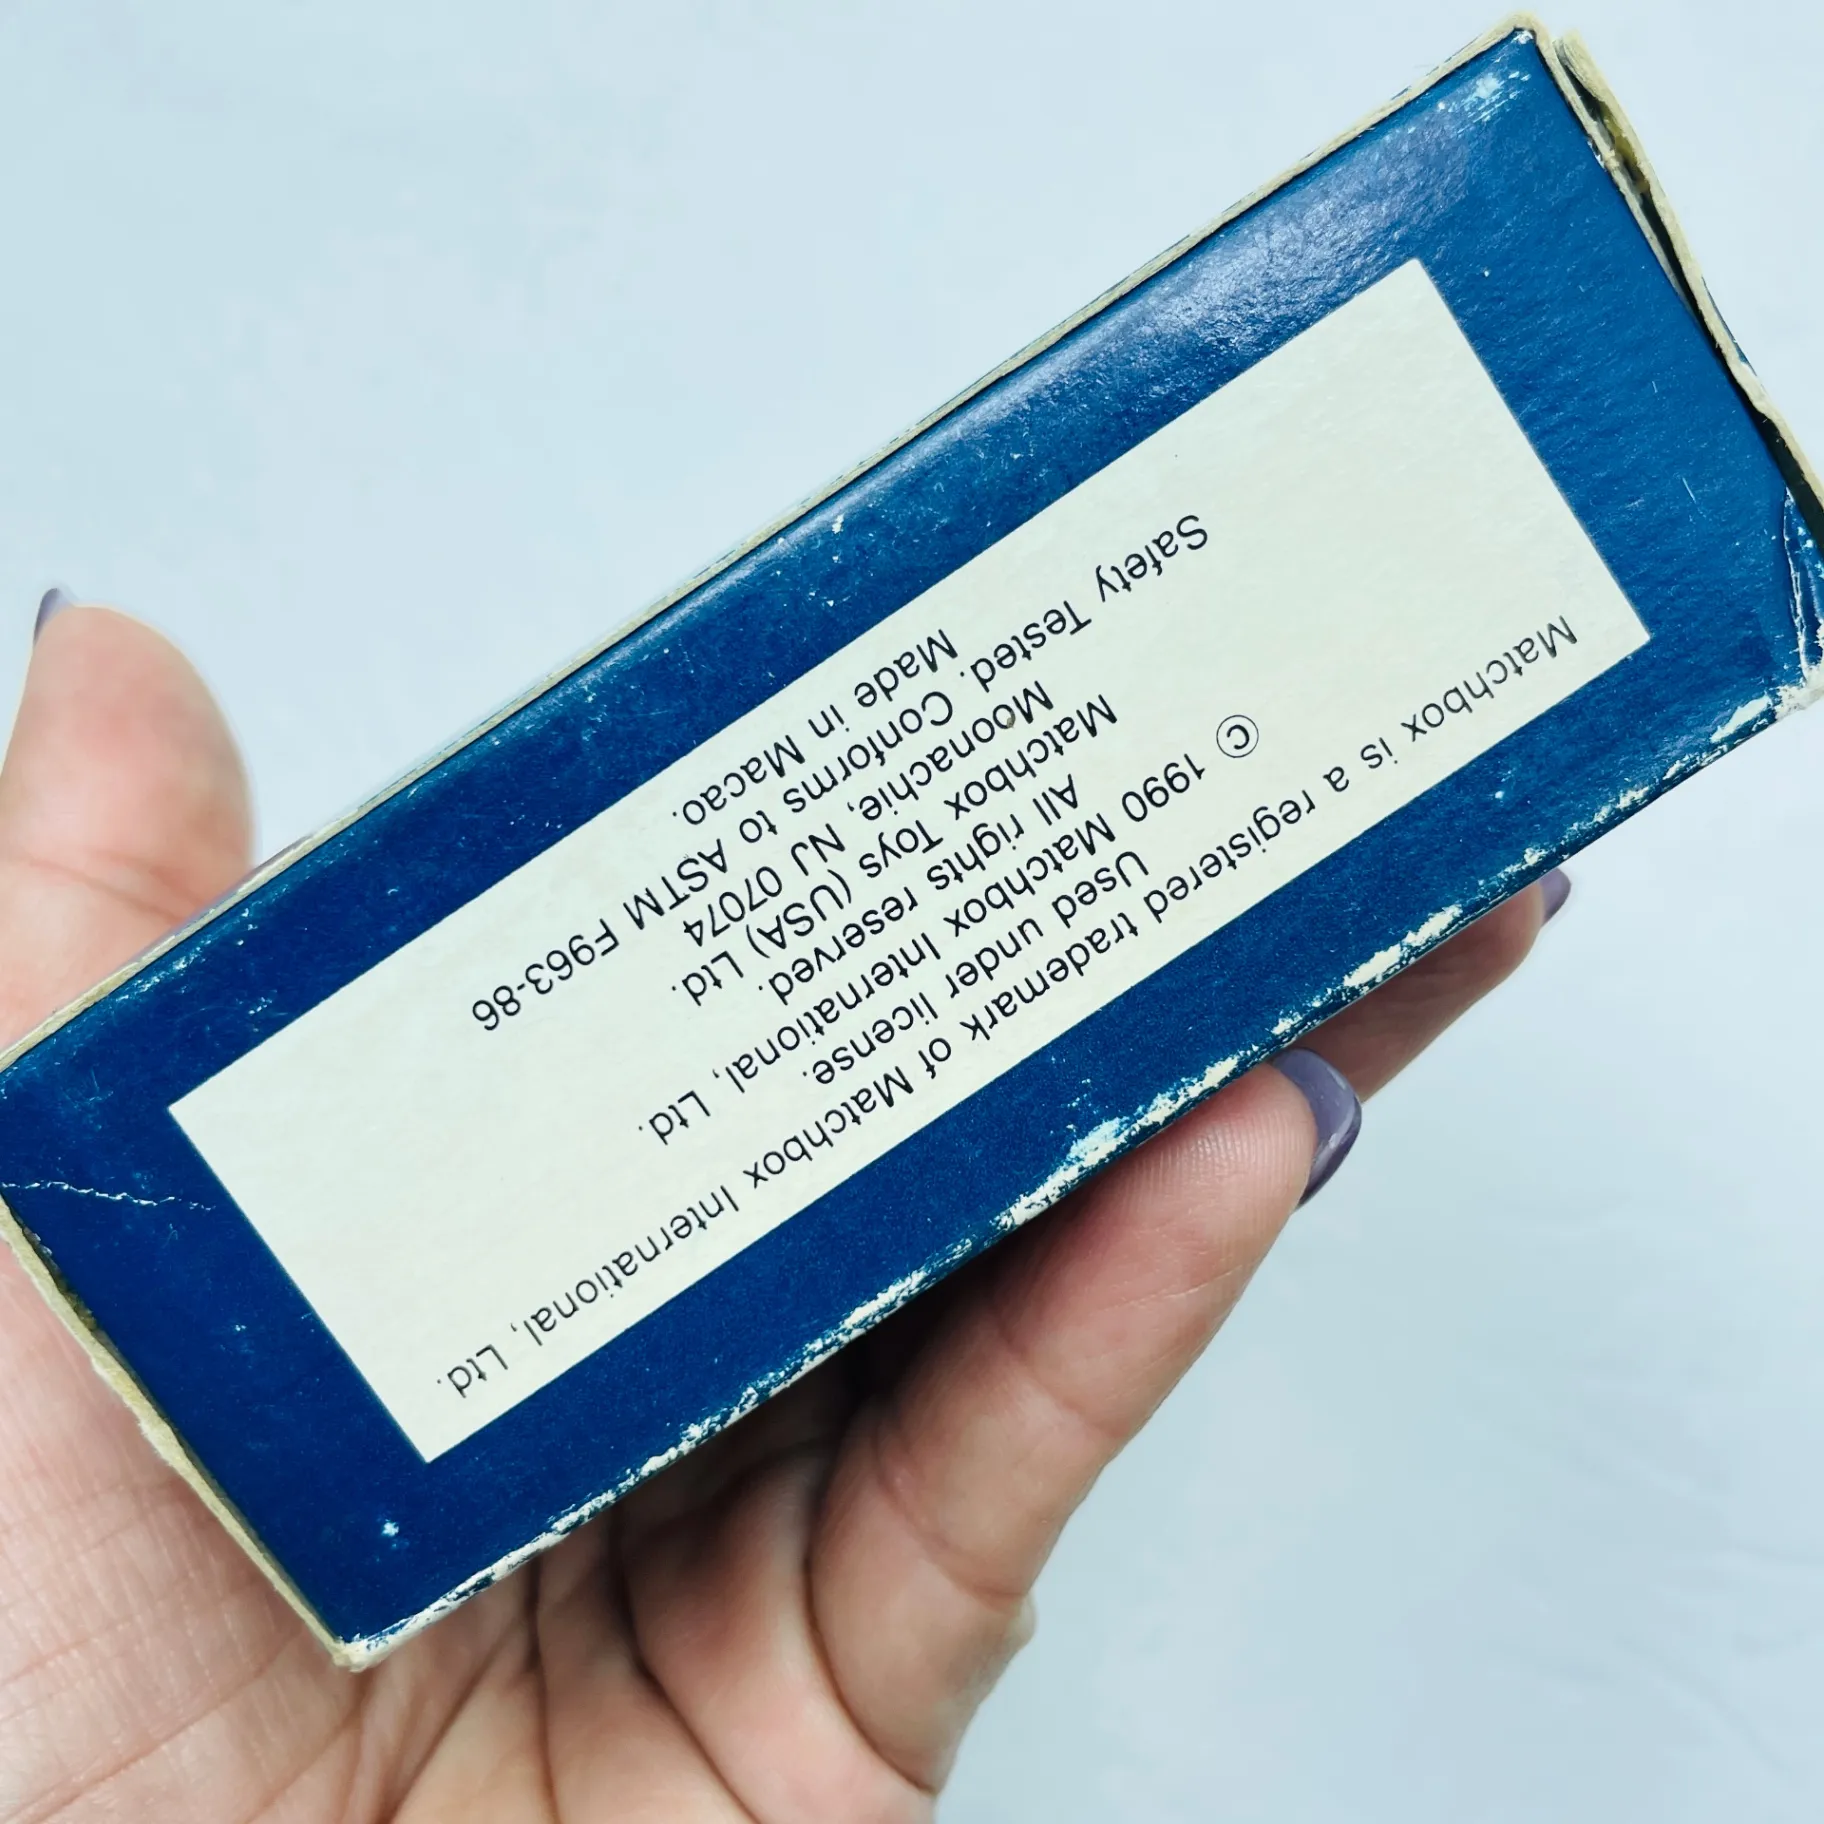 Matchbox is a registered trademark of Matchbox International, Ltd.
Used under license.
© 1990 Matchbox International, Ltd.
All rights reserved.
Matchbox Toys (USA) Ltd.
Moonachie, NJ 07074
Safety Tested. Conforms to ASTM F963-86
Made in Macao.